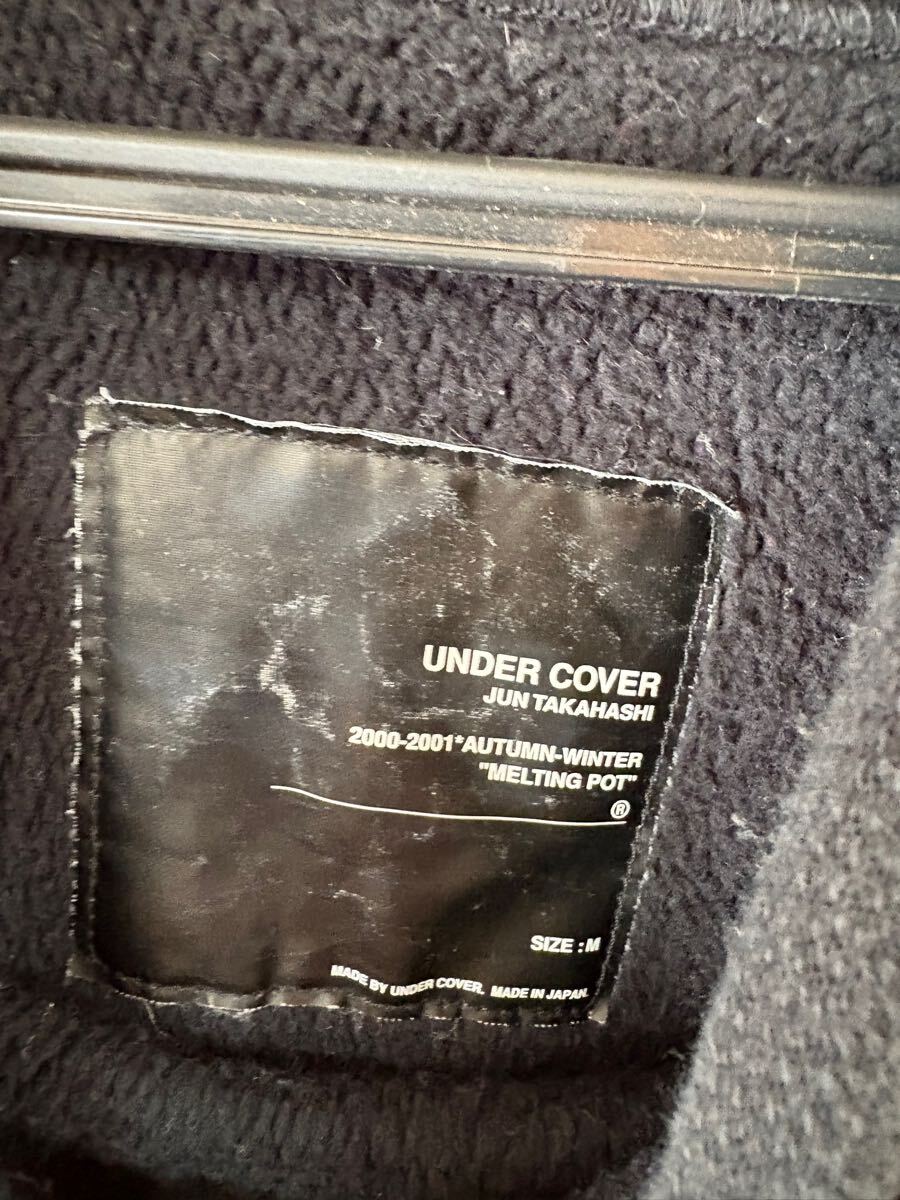 UNDER COVER
JUN TAKAHASHI
2000-2001*AUTUMN-WINTER
"MELTING POT"
®
SIZE : M
MADE BY UNDER COVER. MADE IN JAPAN.